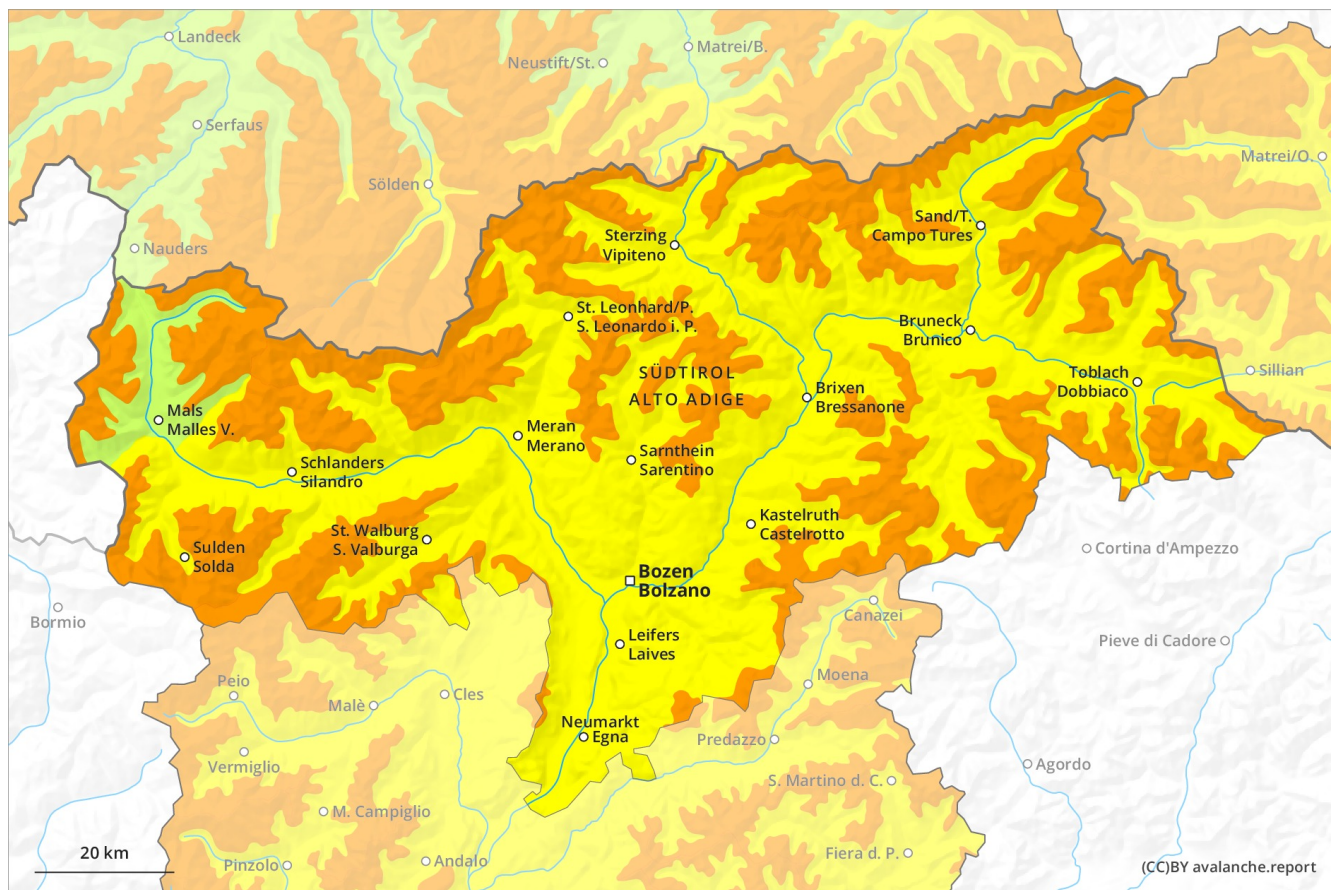 Landeck
Matrei/B.
Neustift/St.
Serfaus
Matrei/O.
Sölden
Sand/T.
Campo Tures
Sterzing
Vipiteno
Nauders
St. Leonhard/P.
S. Leonardo i. P.
Bruneck
Brunico
SÜDTIROL
ALTO ADIGE
Toblach
Dobbiaco
Sillian
Brixen
Bressanone
Mals
Malles V.
Meran
Merano
Sarnthein
Sarentino
Schlanders
Silandro
Kastelruth
Castelrotto
St. Walburg
S. Valburga
Sulden
Solda
Cortina d'Ampezzo
Bozen
Bolzano
Bormio
Canazei
Leifers
Laives
Pieve di Cadore
Peio
Moena
Malè
Cles
Neumarkt
Egna
Predazzo
Vermiglio
Agordo
S. Martino d. C.
M. Campiglio
20 km
Pinzolo
Andalo
Fiera d. P.
(CC)BY avalanche.report